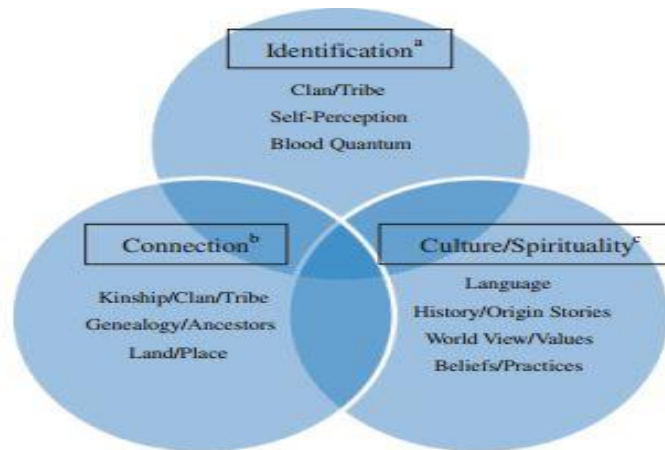 Identificationᵃ
Clan/Tribe
Self-Perception
Blood Quantum
Connectionᵇ
Kinship/Clan/Tribe
Genealogy/Ancestors
Land/Place
Culture/Spiritualityᶜ
Language
History/Origin Stories
World View/Values
Beliefs/Practices